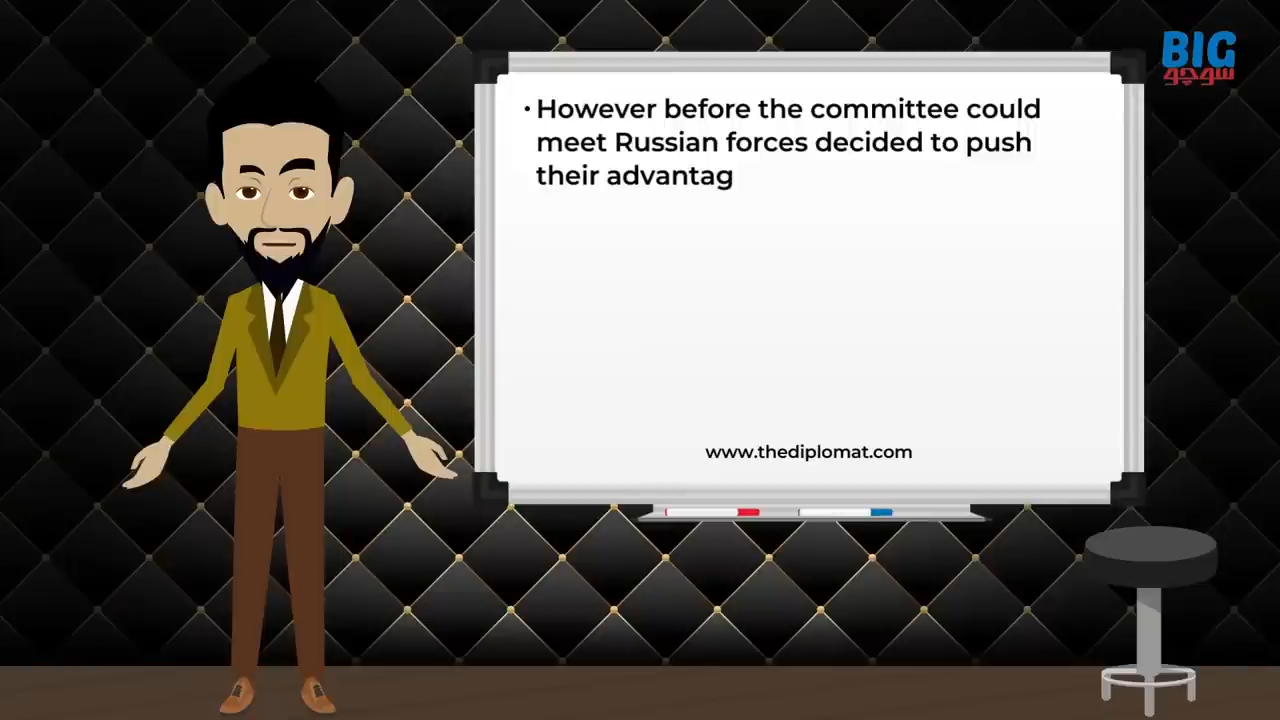 BIG
سوچو
• However before the committee could
meet Russian forces decided to push
their advantag
www.thediplomat.com